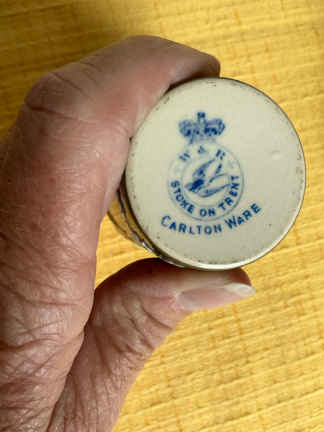 W & R
STOKE ON TRENT
CARLTON WARE